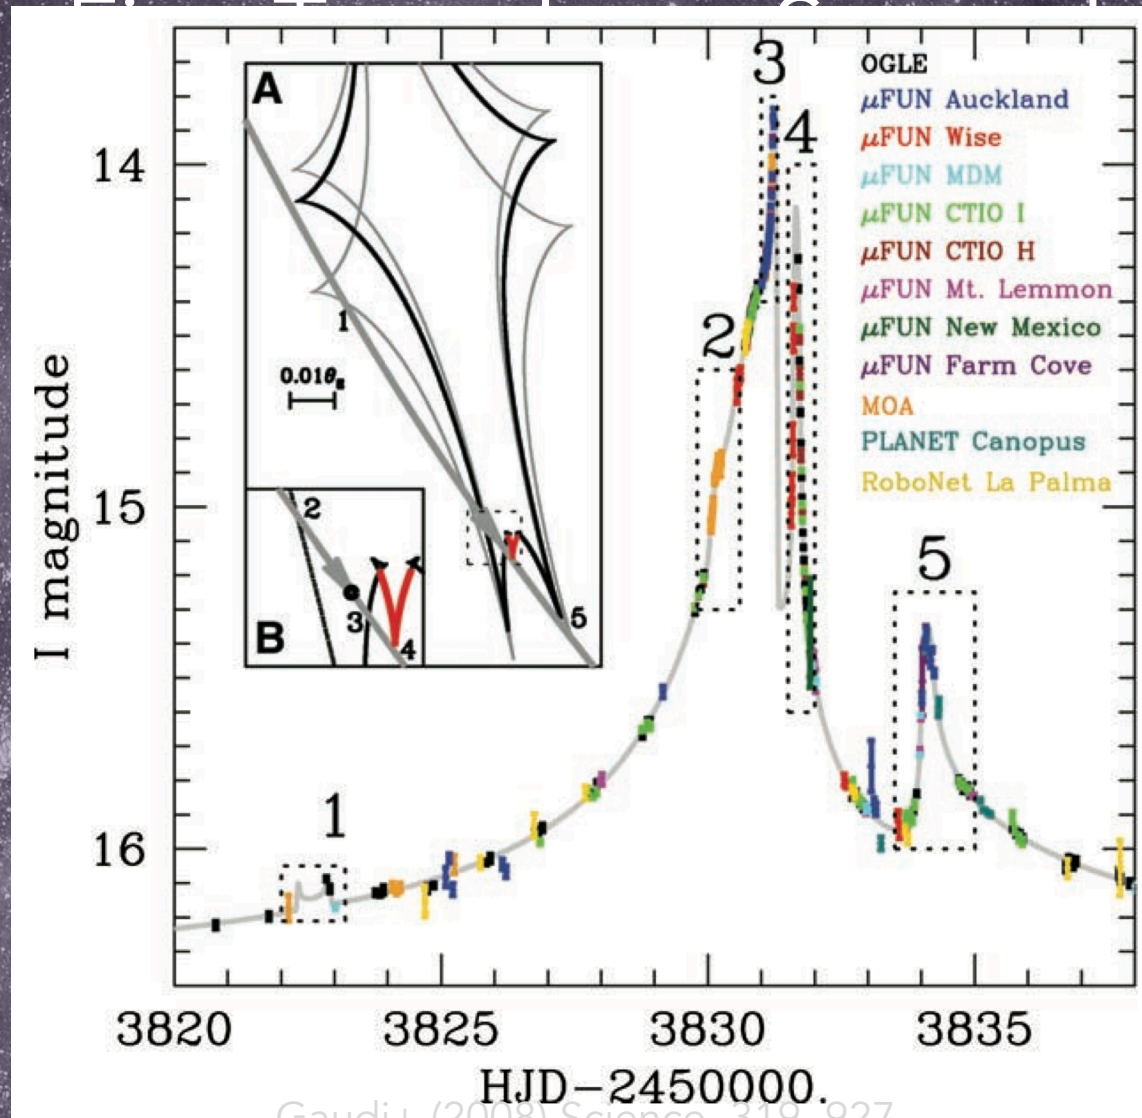 3
OGLE
μFUN Auckland
4
μFUN Wise
μFUN MDM
μFUN CTIO I
μFUN CTIO H
μFUN Mt. Lemmon
μFUN New Mexico
μFUN Farm Cove
MOA
PLANET Canopus
RoboNet La Palma
A
1
0.01θE
2
5
B
2
3
4
5
1
14
15
16
I magnitude
3820
3825
3830
3835
HJD-2450000.
Gaudi+ (2008) Science, 319, 927